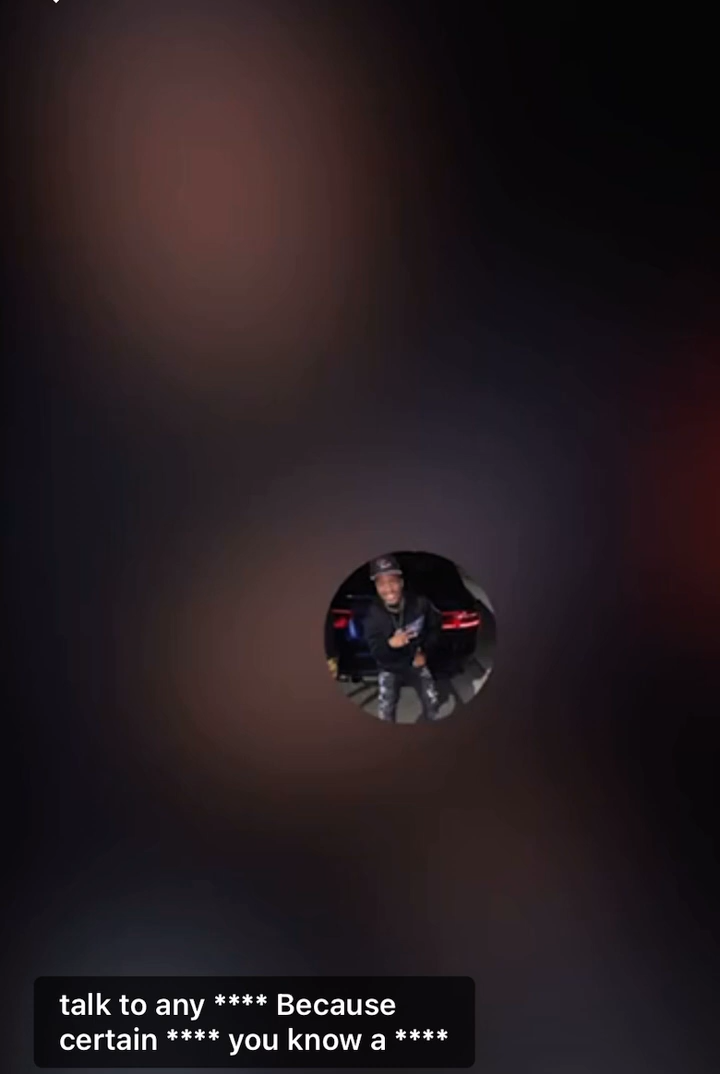 talk to any **** Because
certain **** you know a ****